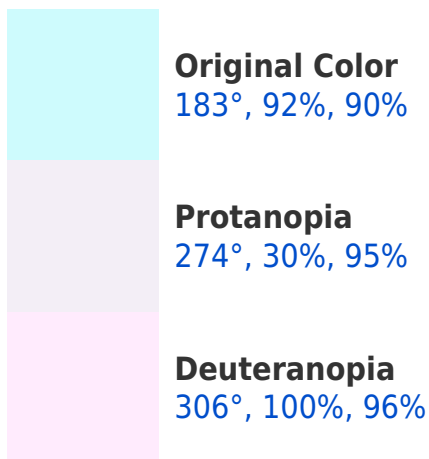 Original Color
183°, 92%, 90%
Protanopia
274°, 30%, 95%
Deuteranopia
306°, 100%, 96%